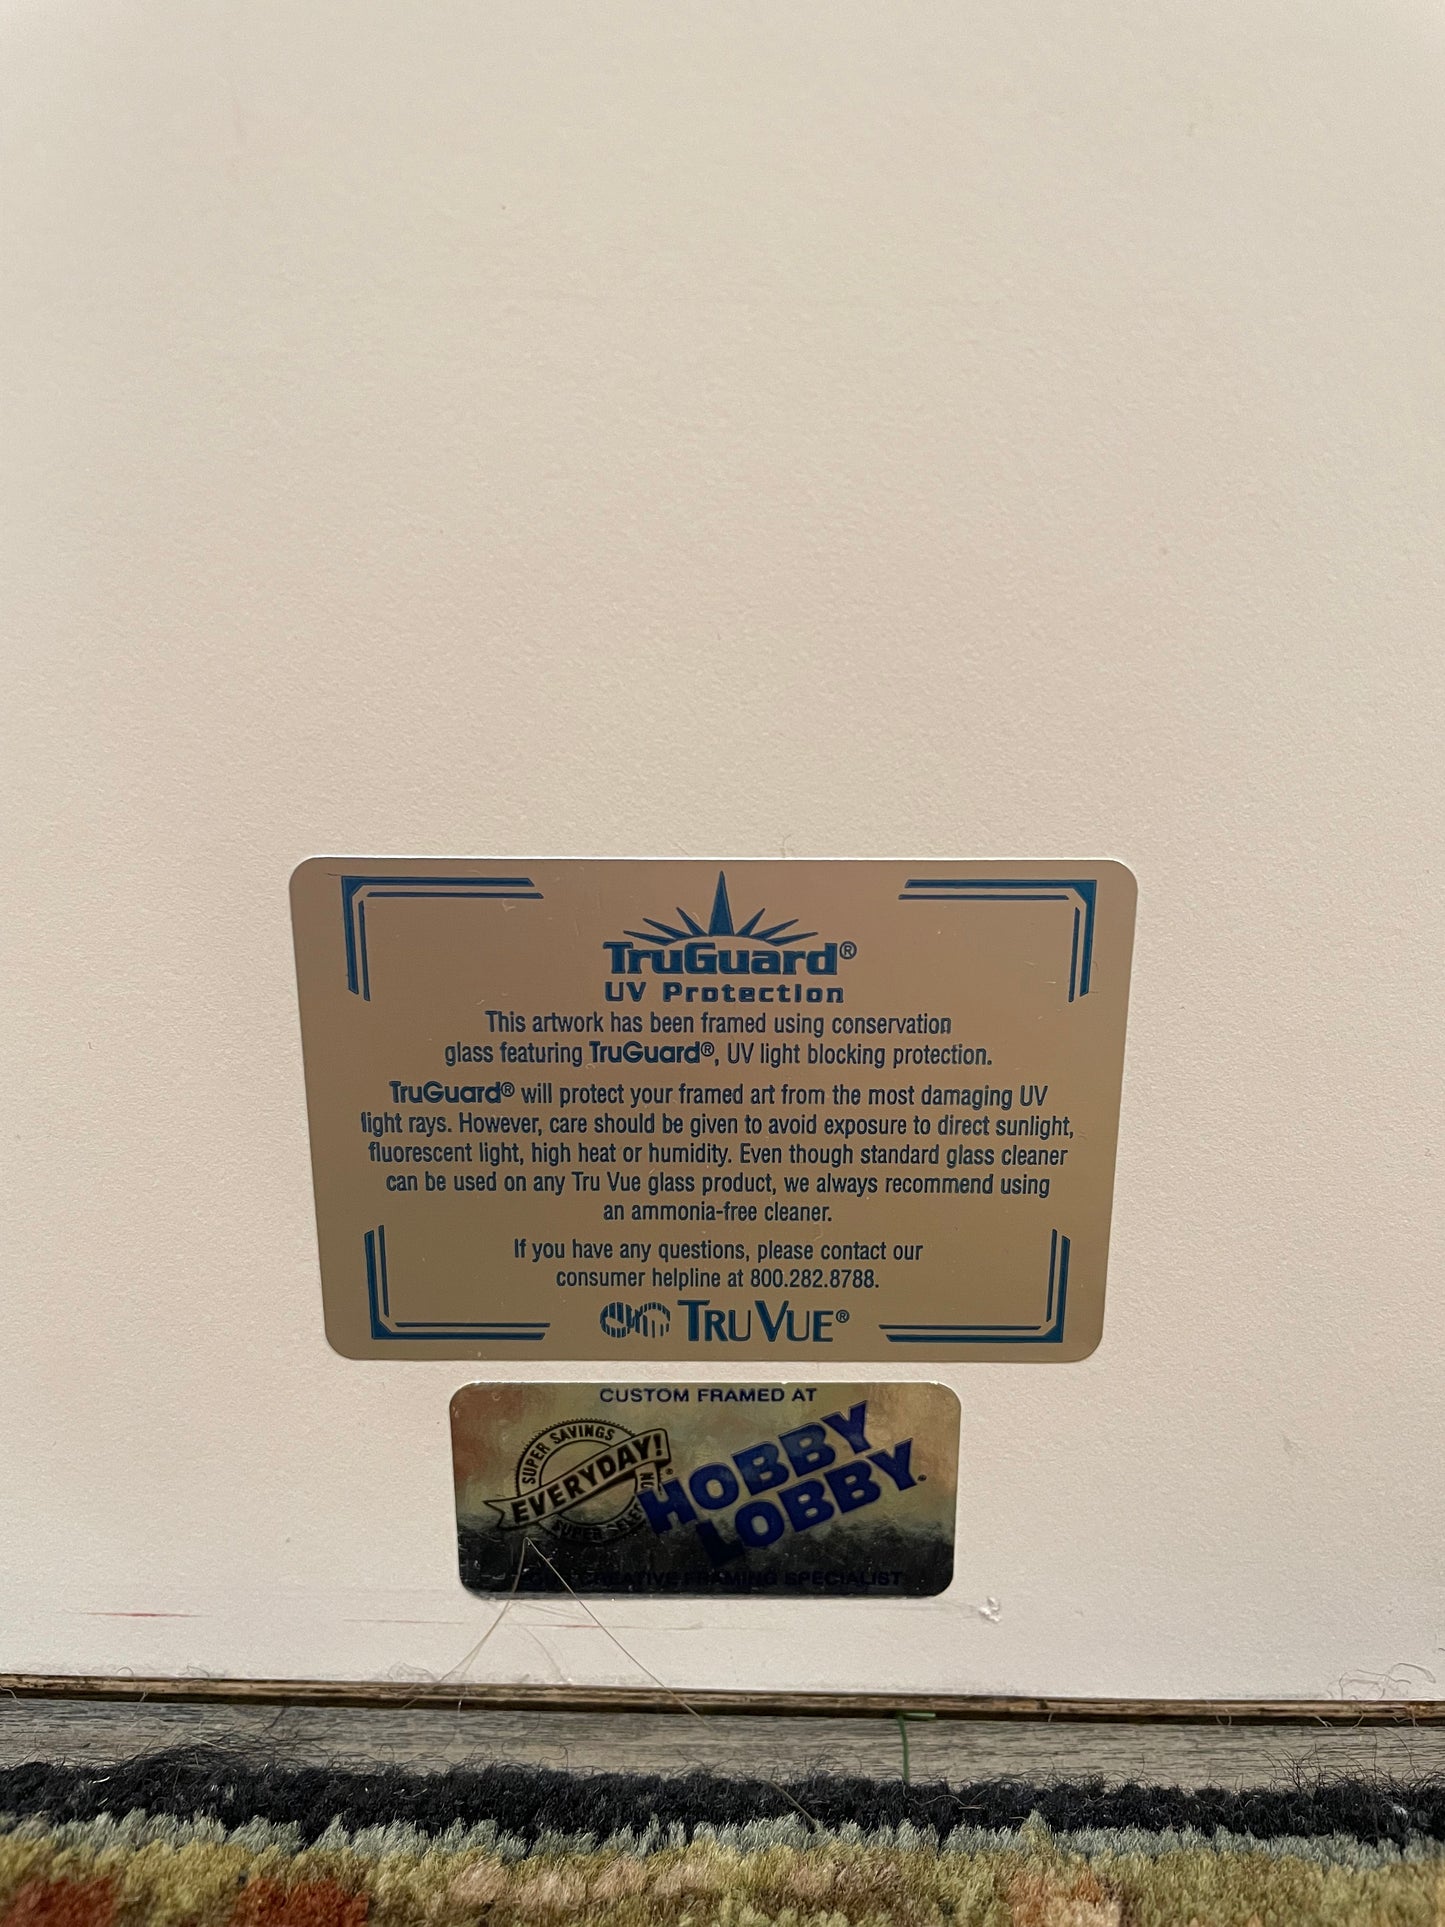 TruGuard®
UV Protection
This artwork has been framed using conservation
glass featuring TruGuard®, UV light blocking protection.
TruGuard® will protect your framed art from the most damaging UV
light rays. However, care should be given to avoid exposure to direct sunlight,
fluorescent light, high heat or humidity. Even though standard glass cleaner
can be used on any Tru Vue glass product, we always recommend using
an ammonia-free cleaner.
If you have any questions, please contact our
consumer helpline at 800.282.8788.
TRU VUE®
CUSTOM FRAMED AT
SUPER SAVINGS
EVERYDAY!
SUPER
HOBBY
LOBBY
CREATIVE FRAMING SPECIALIST